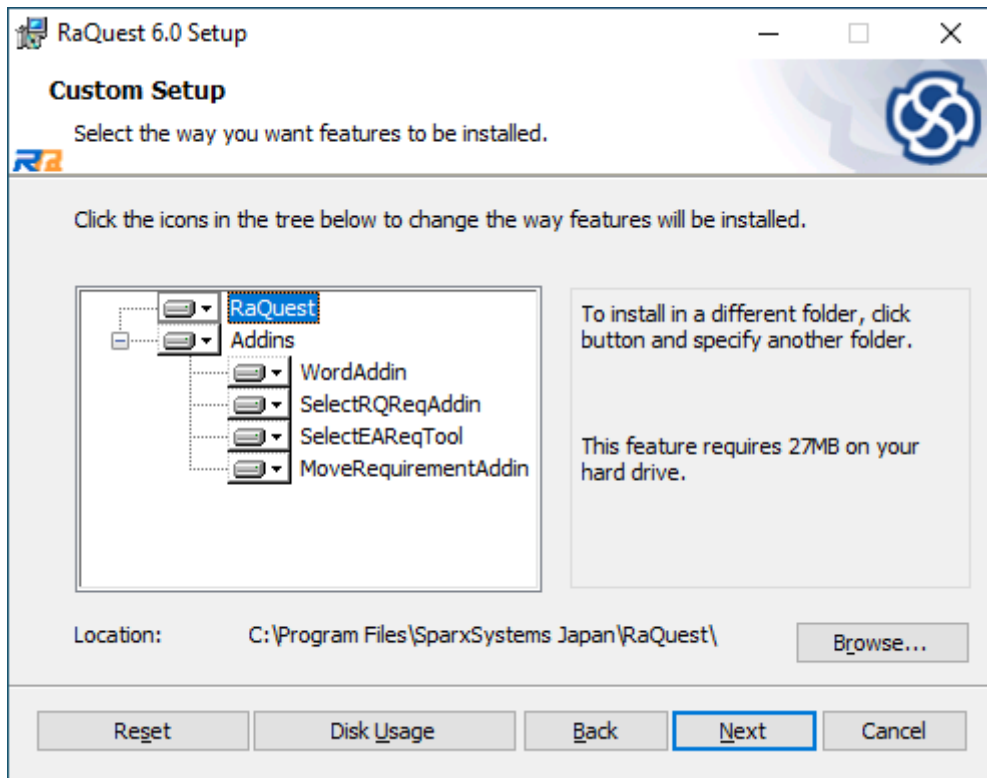 RaQuest 6.0 Setup
Custom Setup
Select the way you want features to be installed.
Ra
Click the icons in the tree below to change the way features will be installed.
RaQuest
Addins
WordAddin
SelectRQReqAddin
SelectEAReqTool
MoveRequirementAddin
To install in a different folder, click
button and specify another folder.
This feature requires 27MB on your
hard drive.
Location: C:\Program Files\SparxSystems Japan\RaQuest\
Browse...
Reset Disk Usage Back Next Cancel